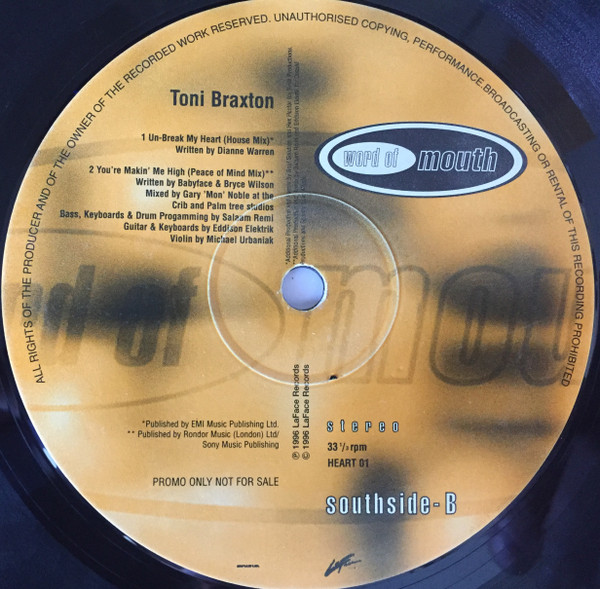 ALL RIGHTS OF THE PRODUCER AND OF THE OWNER OF THE RECORDED WORK RESERVED. UNAUTHORISED COPYING, PERFORMANCE.BROADCASTING OR RENTAL OF THIS RECORDING PROHIBITED
Toni Braxton
1 Un-Break My Heart (House Mix)*
Written by Dianne Warren
2 You're Makin' Me High (Peace of Mind Mix)**
Written by Babyface & Bryce Wilson
Mixed by Gary 'Mon' Noble at the
Crib and Palm tree studios
Bass, Keyboards & Drum Progamming by Salaam Remi
Guitar & Keyboards by Eddison Elektrik
Violin by Michael Urbaniak
word of mouth
d of mou
℗ 1996 LaFace Records
© 1996 LaFace Records
*Published by EMI Music Publishing Ltd.
** Published by Rondor Music (London) Ltd/
Sony Music Publishing
PROMO ONLY NOT FOR SALE
stereo
33 1/3 rpm
HEART 01
southside-B
LaFace